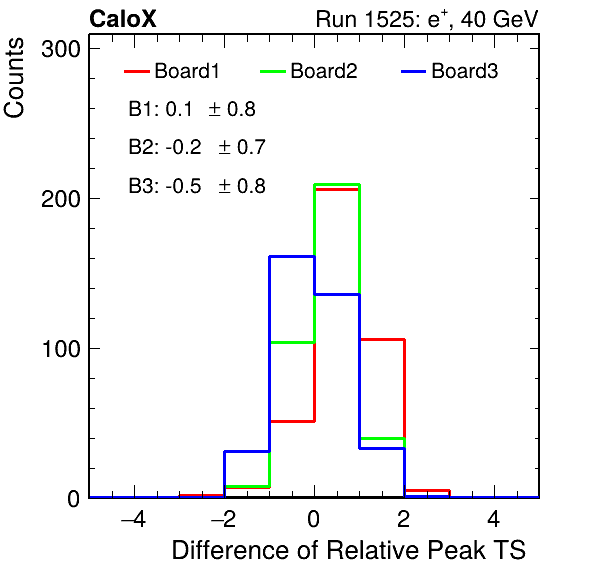 CaloX Run 1525: e⁺, 40 GeV
Counts
300
200
100
0
Board1 Board2 Board3
B1: 0.1 ± 0.8
B2: -0.2 ± 0.7
B3: -0.5 ± 0.8
−4 −2 0 2 4
Difference of Relative Peak TS